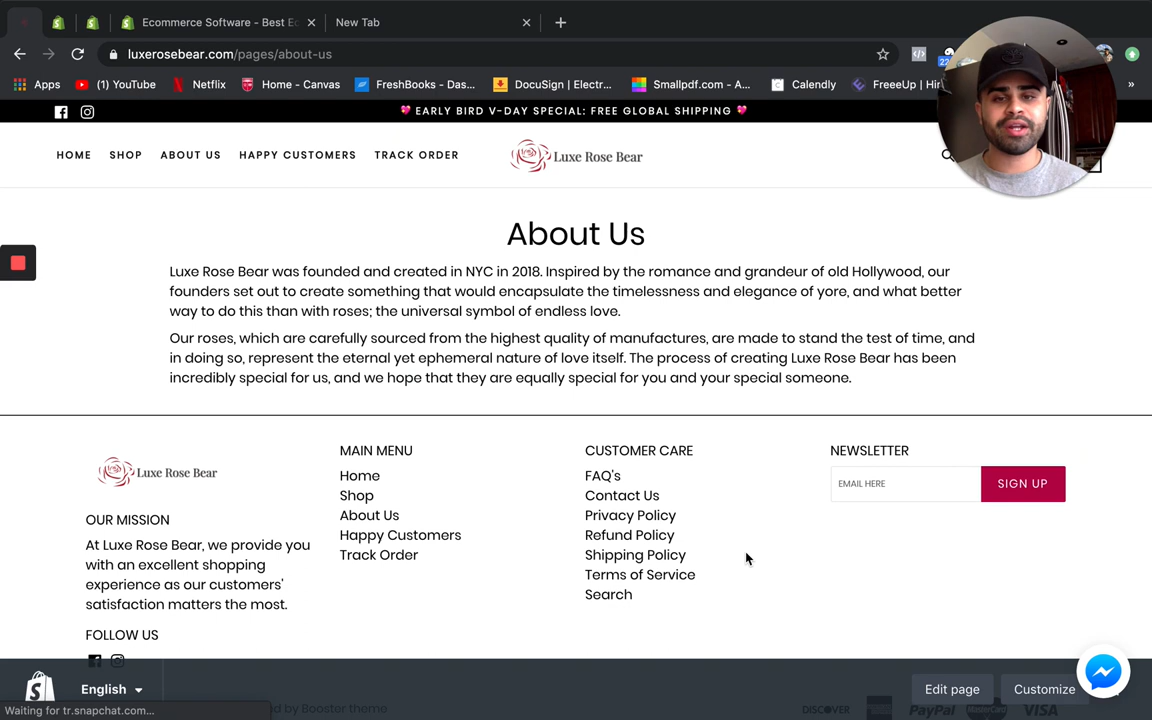 Ecommerce Software - Best Ec
New Tab
luxerosebear.com/pages/about-us
22
Apps
(1) YouTube
Netflix
Home - Canvas
FreshBooks - Das...
DocuSign | Electr...
Smallpdf.com - A...
Calendly
FreeeUp | Hi
EARLY BIRD V-DAY SPECIAL: FREE GLOBAL SHIPPING
HOME
SHOP
ABOUT US
HAPPY CUSTOMERS
TRACK ORDER
Luxe Rose Bear
About Us
Luxe Rose Bear was founded and created in NYC in 2018. Inspired by the romance and grandeur of old Hollywood, our
founders set out to create something that would encapsulate the timelessness and elegance of yore, and what better
way to do this than with roses; the universal symbol of endless love.
Our roses, which are carefully sourced from the highest quality of manufactures, are made to stand the test of time, and
in doing so, represent the eternal yet ephemeral nature of love itself. The process of creating Luxe Rose Bear has been
incredibly special for us, and we hope that they are equally special for you and your special someone.
Luxe Rose Bear
OUR MISSION
At Luxe Rose Bear, we provide you
with an excellent shopping
experience as our customers'
satisfaction matters the most.
FOLLOW US
MAIN MENU
Home
Shop
About Us
Happy Customers
Track Order
CUSTOMER CARE
FAQ's
Contact Us
Privacy Policy
Refund Policy
Shipping Policy
Terms of Service
Search
NEWSLETTER
EMAIL HERE
SIGN UP
English
Edit page
Customize
Waiting for tr.snapchat.com...
d by Booster theme
DISCOVER
PayPal
VISA